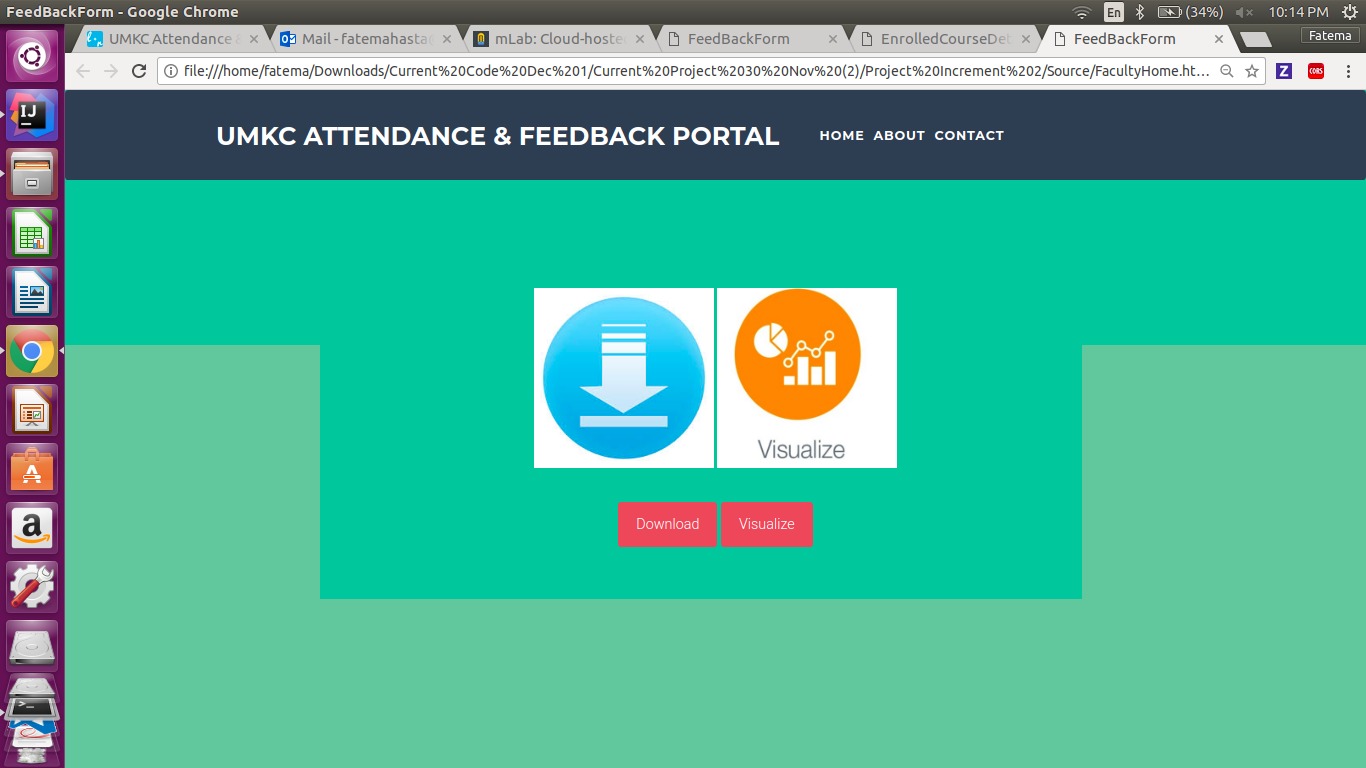 FeedBackForm - Google Chrome
En
(34%)
10:14 PM
UMKC Attendance &
Mail - fatemahasta
mLab: Cloud-hoste
FeedBackForm
EnrolledCourseDet
FeedBackForm
Fatema
file:///home/fatema/Downloads/Current%20Code%20Dec%201/Current%20Project%2030%20Nov%20(2)/Project%20Increment%202/Source/FacultyHome.ht...
Z
CORS
UMKC ATTENDANCE & FEEDBACK PORTAL
HOME ABOUT CONTACT
IJ
Visualize
Download
Visualize
a
>_